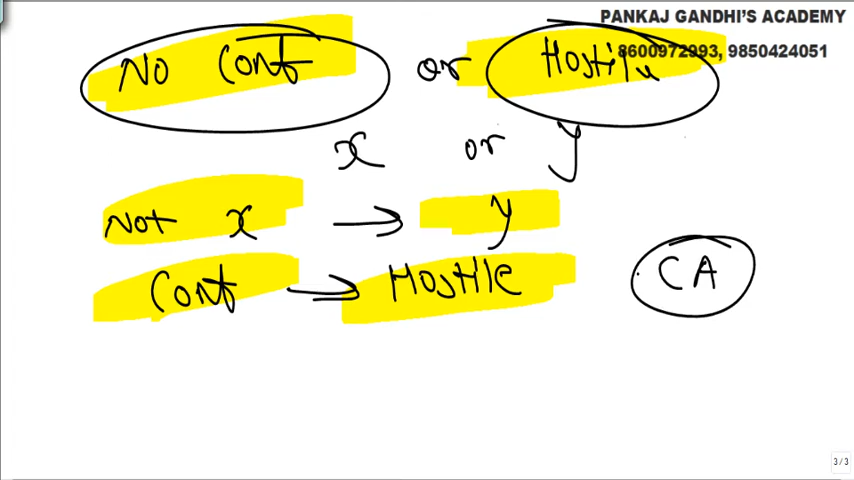 PANKAJ GANDHI'S ACADEMY
8600972993, 9850424051
No Conf or Hostile
x or y
Not x → y
Conf → Hostile
CA
3/3